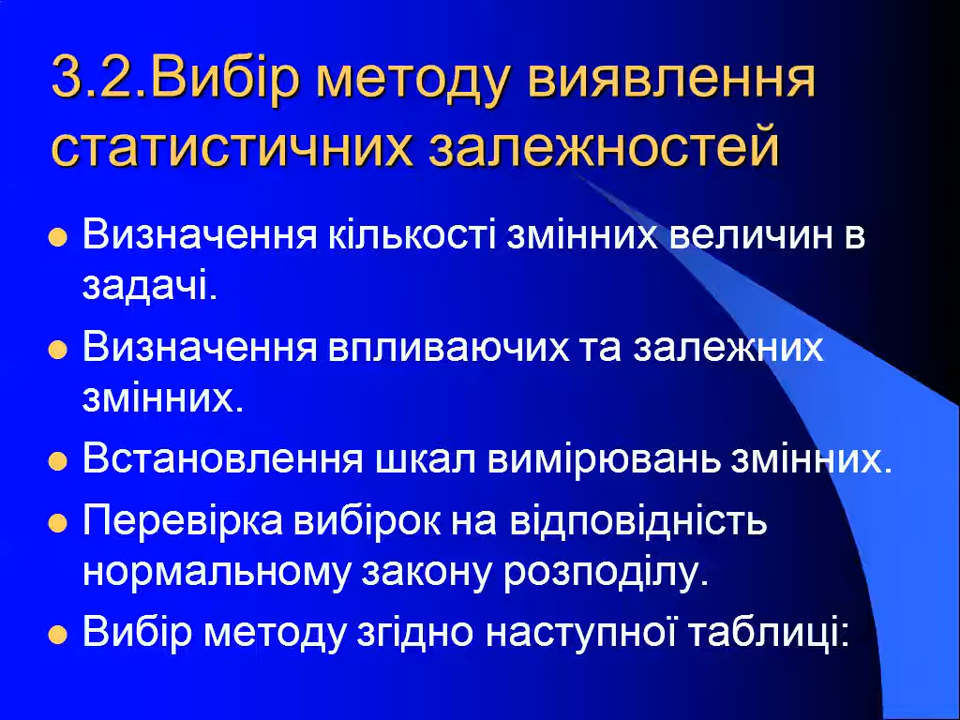 3.2.Вибір методу виявлення
статистичних залежностей
Визначення кількості змінних величин в
задачі.
Визначення впливаючих та залежних
змінних.
Встановлення шкал вимірювань змінних.
Перевірка вибірок на відповідність
нормальному закону розподілу.
Вибір методу згідно наступної таблиці: